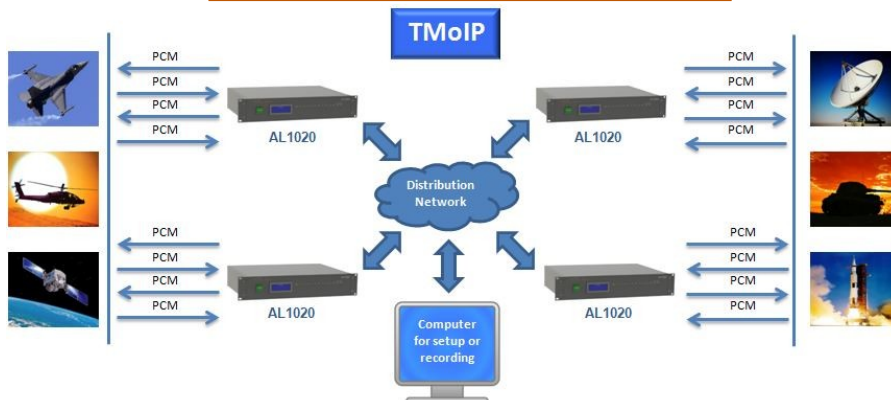 TMoIP
PCM
PCM
PCM
PCM
AL1020
PCM
PCM
PCM
PCM
AL1020
Distribution
Network
PCM
PCM
PCM
PCM
AL1020
PCM
PCM
PCM
PCM
AL1020
Computer
for setup or
recording